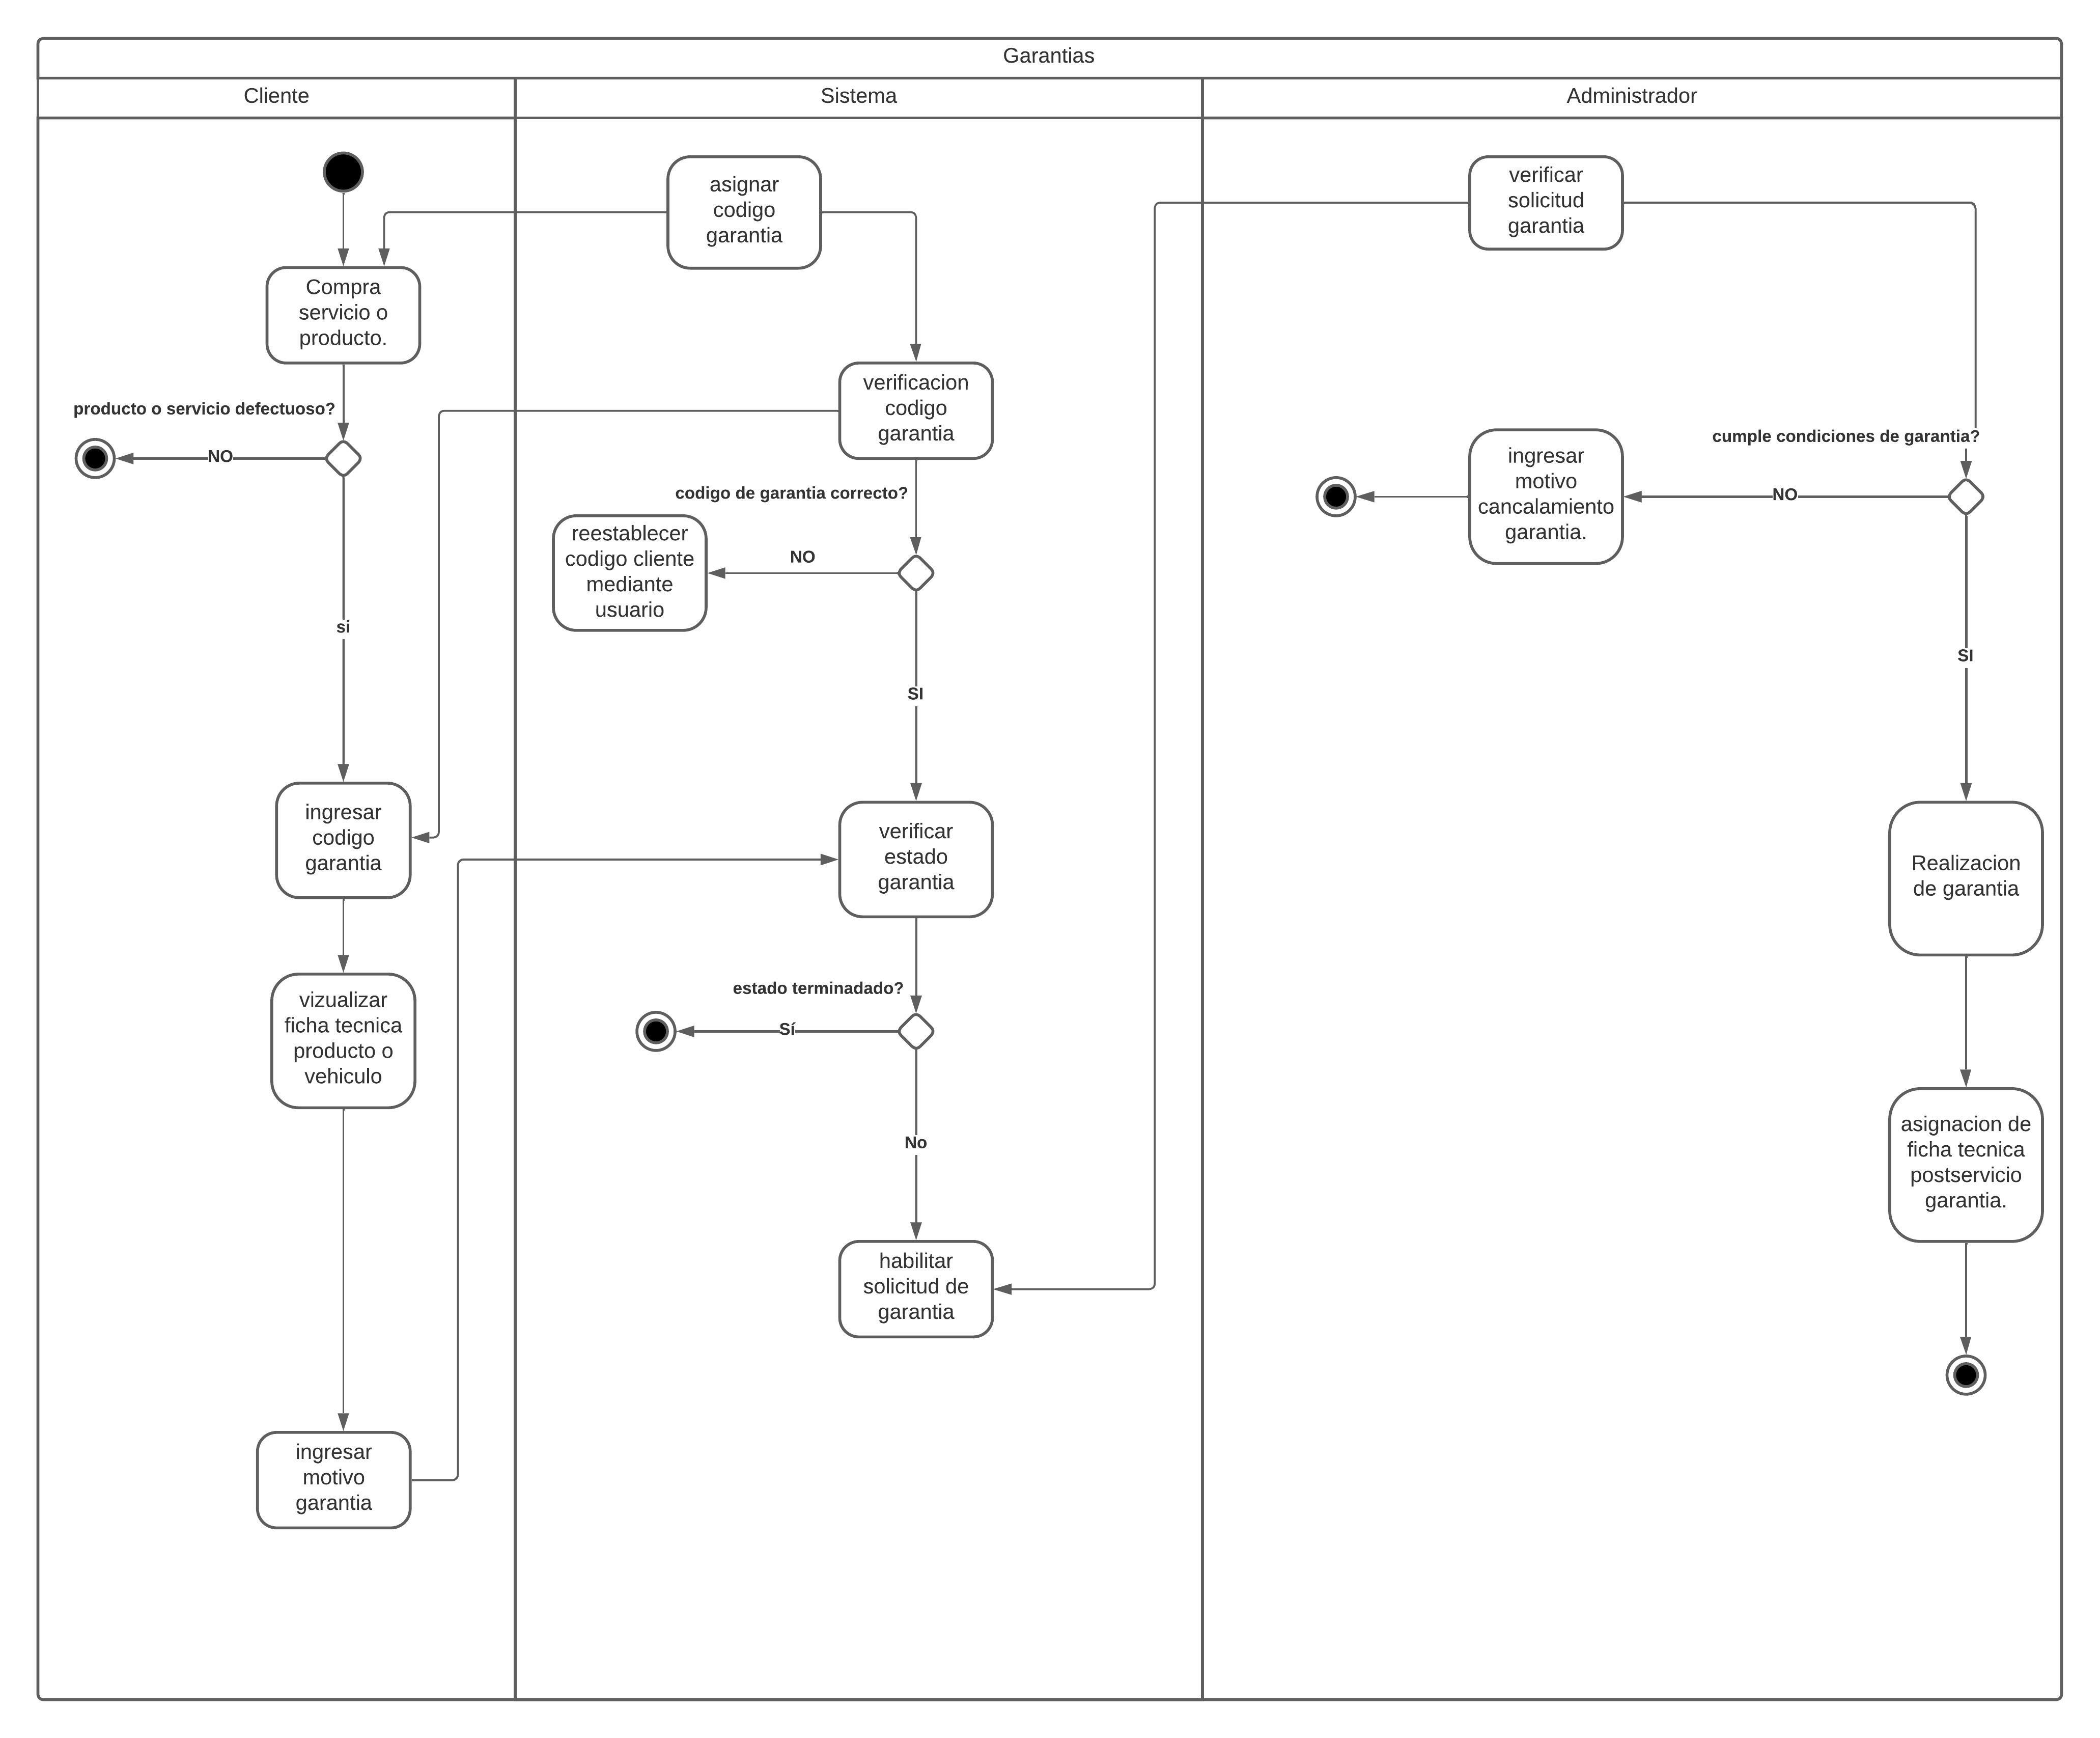 Garantias
Cliente
Sistema
Administrador
Compra
servicio o
producto.
producto o servicio defectuoso?
NO
si
ingresar
codigo
garantia
vizualizar
ficha tecnica
producto o
vehiculo
ingresar
motivo
garantia
asignar
codigo
garantia
verificacion
codigo
garantia
codigo de garantia correcto?
NO
reestablecer
codigo cliente
mediante
usuario
SI
verificar
estado
garantia
estado terminadado?
Sí
No
habilitar
solicitud de
garantia
verificar
solicitud
garantia
cumple condiciones de garantia?
NO
ingresar
motivo
cancalamiento
garantia.
SI
Realizacion
de garantia
asignacion de
ficha tecnica
postservicio
garantia.